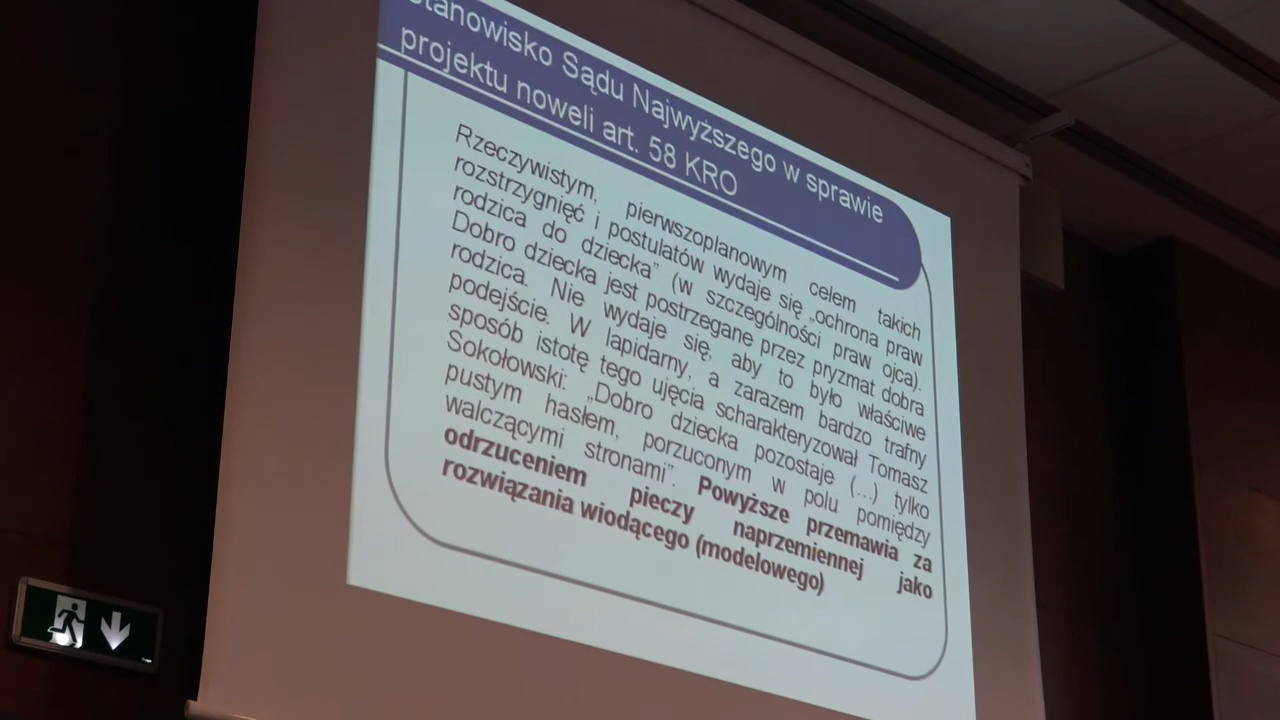 Stanowisko Sądu Najwyższego w sprawie
projektu noweli art. 58 KRO
Rzeczywistym, pierwszoplanowym celem takich
rozstrzygnięć i postulatów wydaje się „ochrona praw
rodzica do dziecka” (w szczególności praw ojca).
Dobro dziecka jest postrzegane przez pryzmat dobra
rodzica. Nie wydaje się, aby to było właściwe
podejście. W lapidarny, a zarazem bardzo trafny
sposób istotę tego ujęcia scharakteryzował Tomasz
Sokołowski: „Dobro dziecka pozostaje (...) tylko
pustym hasłem, porzuconym w polu pomiędzy
walczącymi stronami”. Powyższe przemawia za
odrzuceniem pieczy naprzemiennej jako
rozwiązania wiodącego (modelowego)